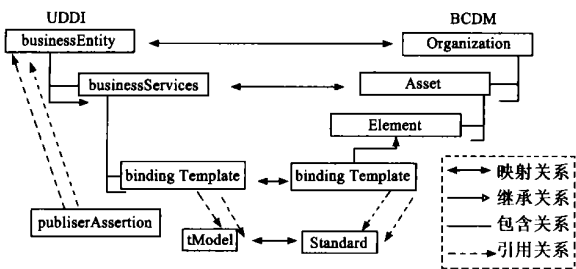 UDDI BCDM
businessEntity Organization
businessServices Asset
Element
binding Template binding Template
publiserAssertion
tModel Standard
映射关系
继承关系
包含关系
引用关系